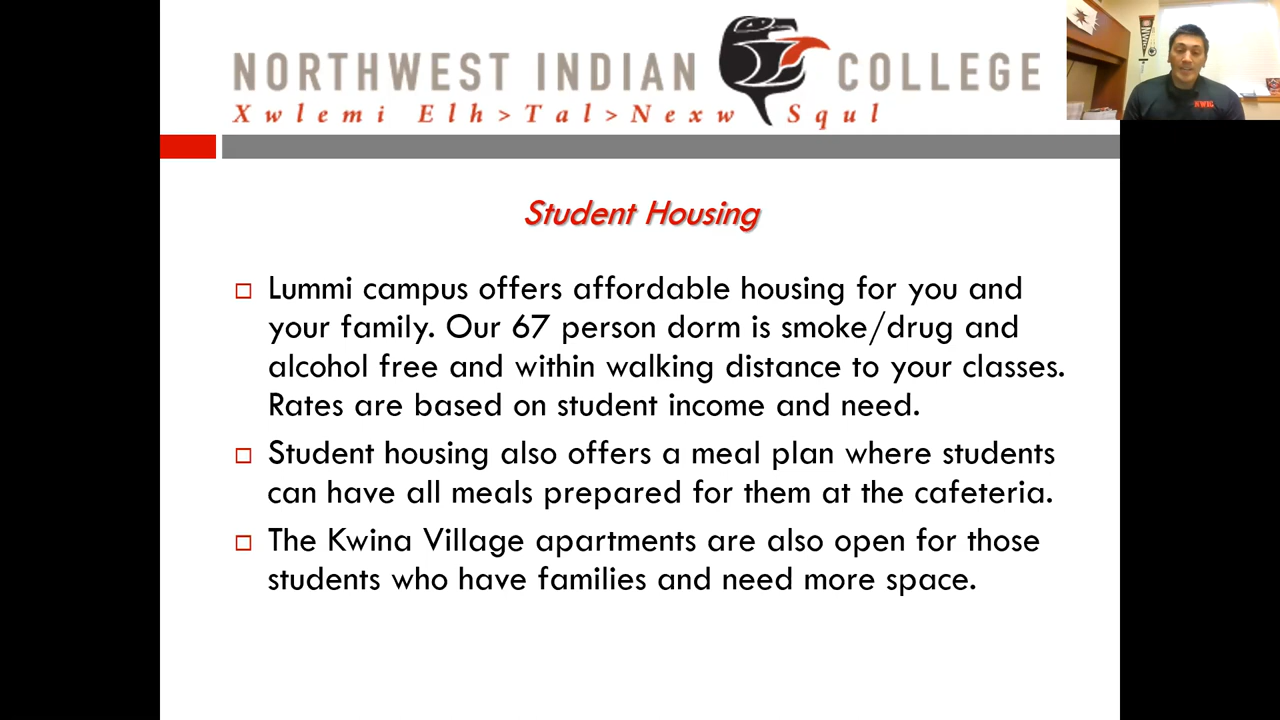 NORTHWEST INDIAN COLLEGE
Xwlemi Elh>Tal>Nexw Squl
Student Housing
Lummi campus offers affordable housing for you and
your family. Our 67 person dorm is smoke/drug and
alcohol free and within walking distance to your classes.
Rates are based on student income and need.
Student housing also offers a meal plan where students
can have all meals prepared for them at the cafeteria.
The Kwina Village apartments are also open for those
students who have families and need more space.
NWIC